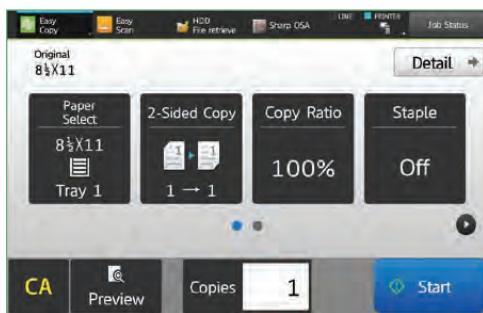 Easy Copy
Easy Scan
HDD File retrieve
Sharp OSA
LINE
PRINTER
Job Status
Original
8½X11
Detail
Paper Select
8½X11
Tray 1
2-Sided Copy
1
1
1 → 1
Copy Ratio
100%
Staple
Off
CA
Preview
Copies
1
Start